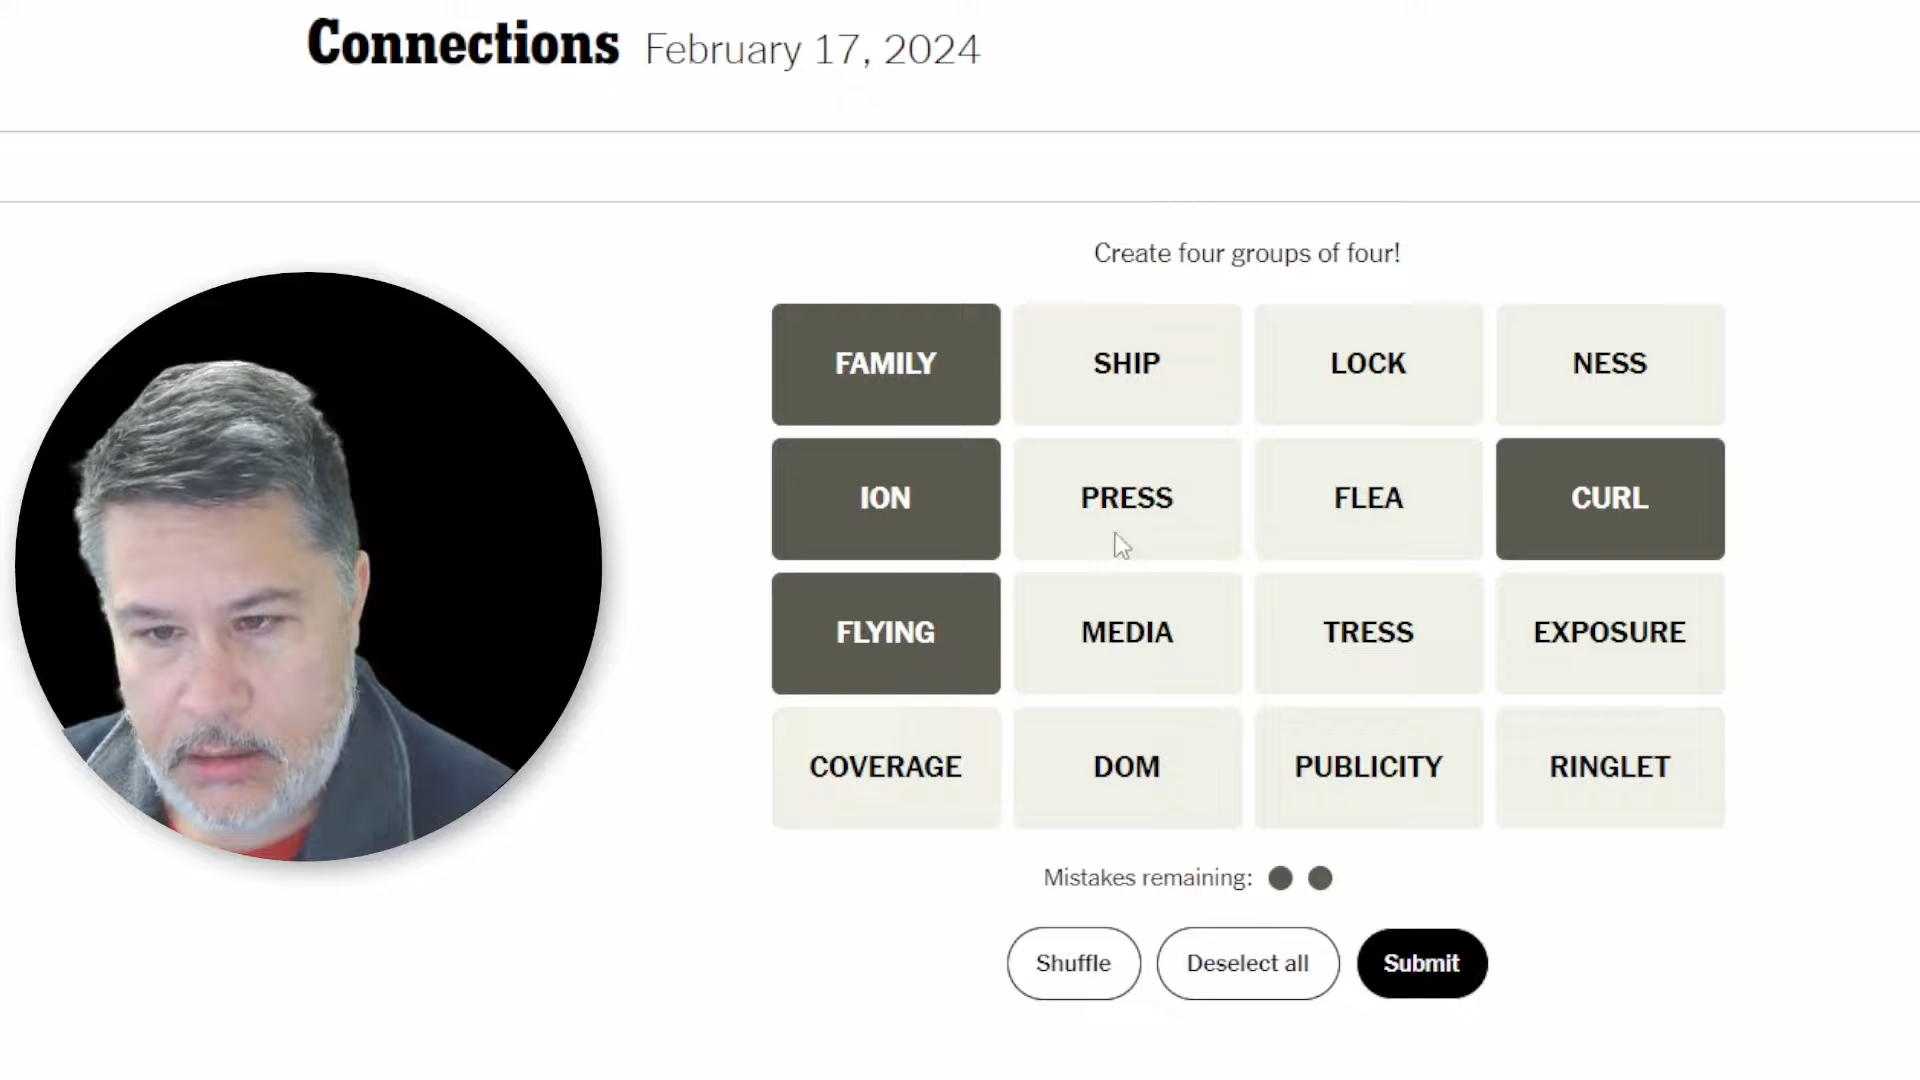 Connections February 17, 2024
Create four groups of four!
FAMILY SHIP LOCK NESS
ION PRESS FLEA CURL
FLYING MEDIA TRESS EXPOSURE
COVERAGE DOM PUBLICITY RINGLET
Mistakes remaining:
Shuffle Deselect all Submit